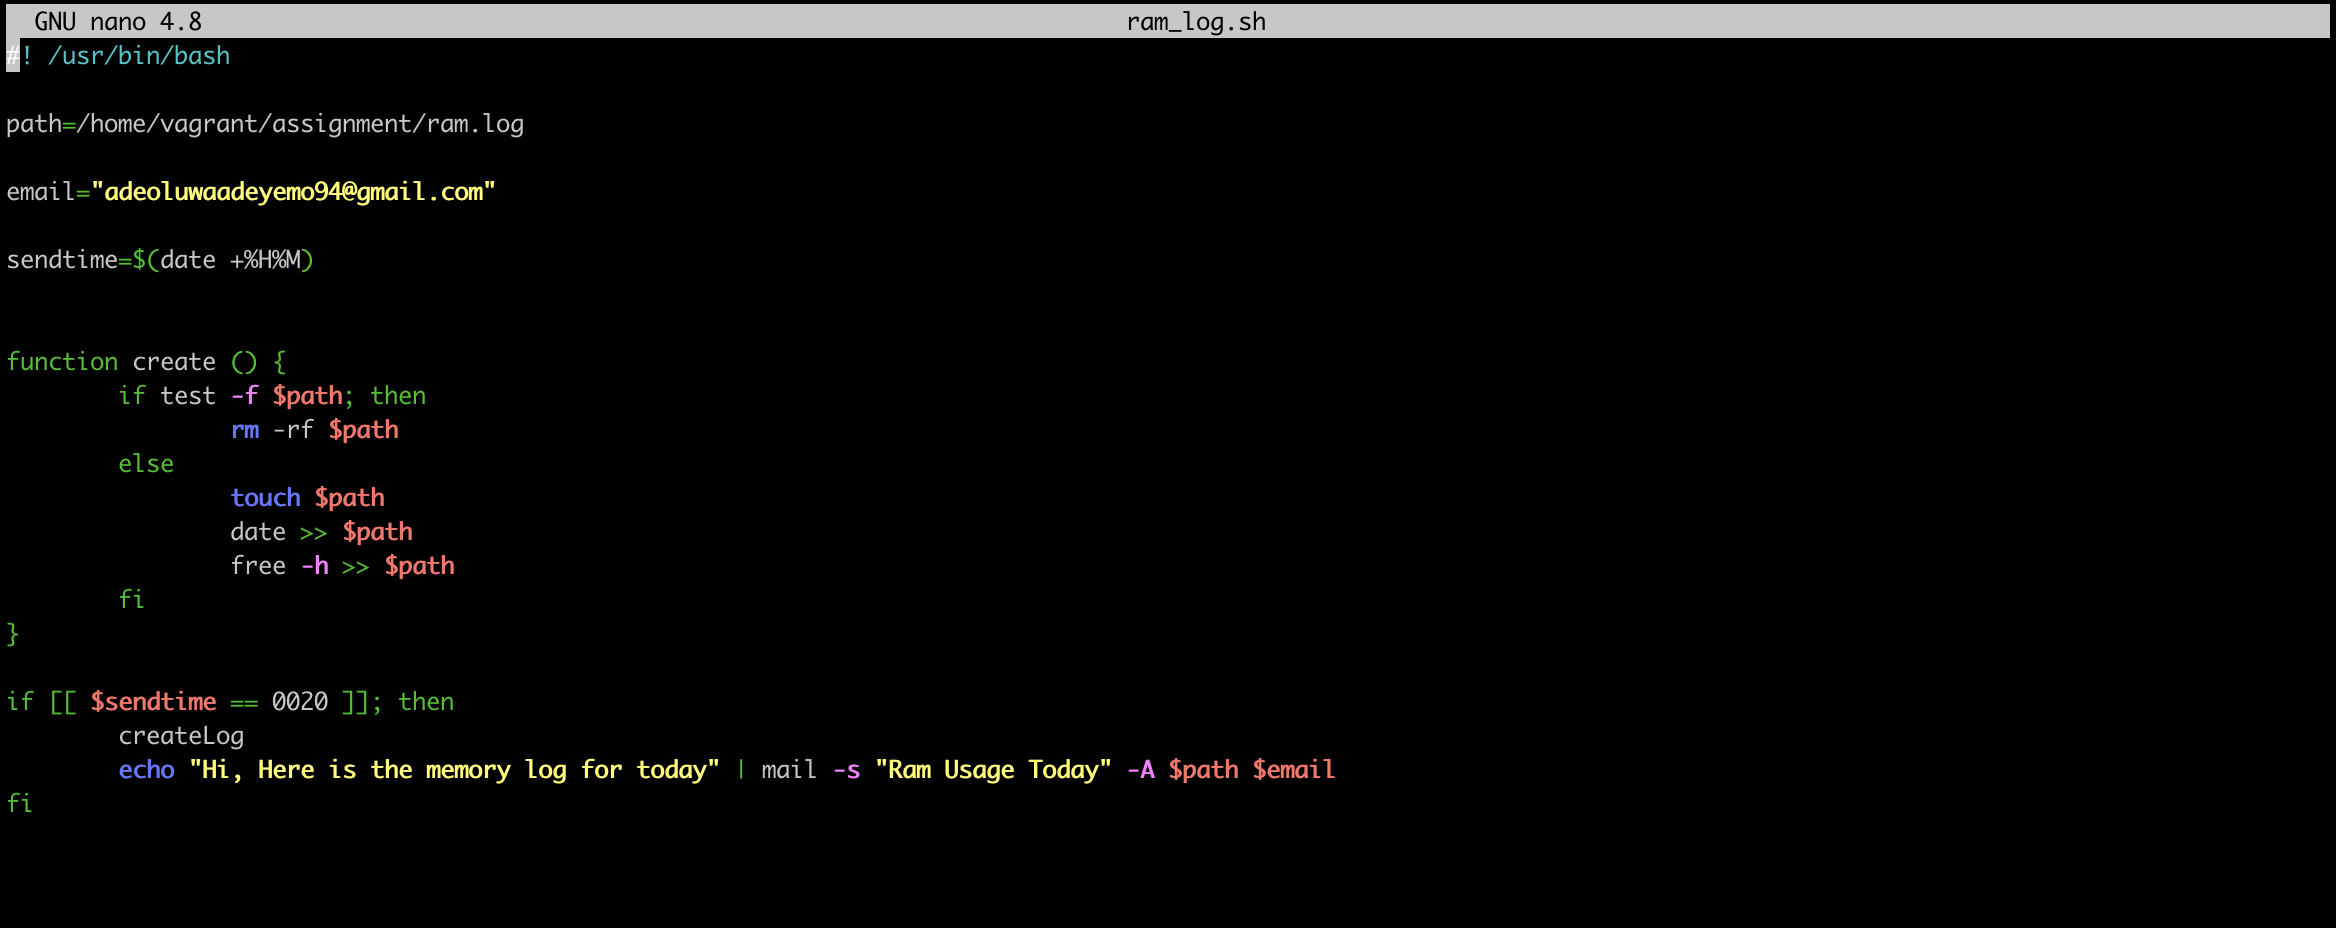 GNU nano 4.8 ram_log.sh
#! /usr/bin/bash
path=/home/vagrant/assignment/ram.log
email="adeoluwaadeyemo94@gmail.com"
sendtime=$(date +%H%M)
function create () {
if test -f $path; then
rm -rf $path
else
touch $path
date >> $path
free -h >> $path
fi
}
if [[ $sendtime == 0020 ]]; then
createLog
echo "Hi, Here is the memory log for today" | mail -s "Ram Usage Today" -A $path $email
fi